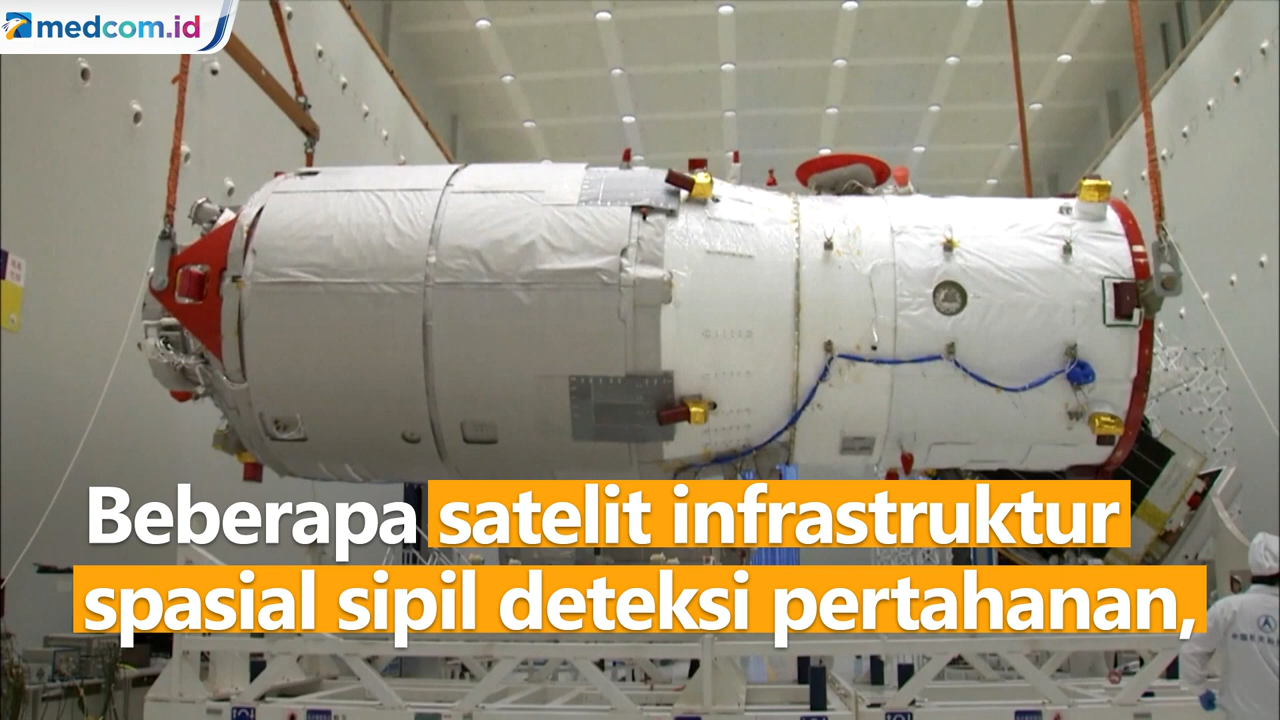 medcom.id
Beberapa satelit infrastruktur
spasial sipil deteksi pertahanan,